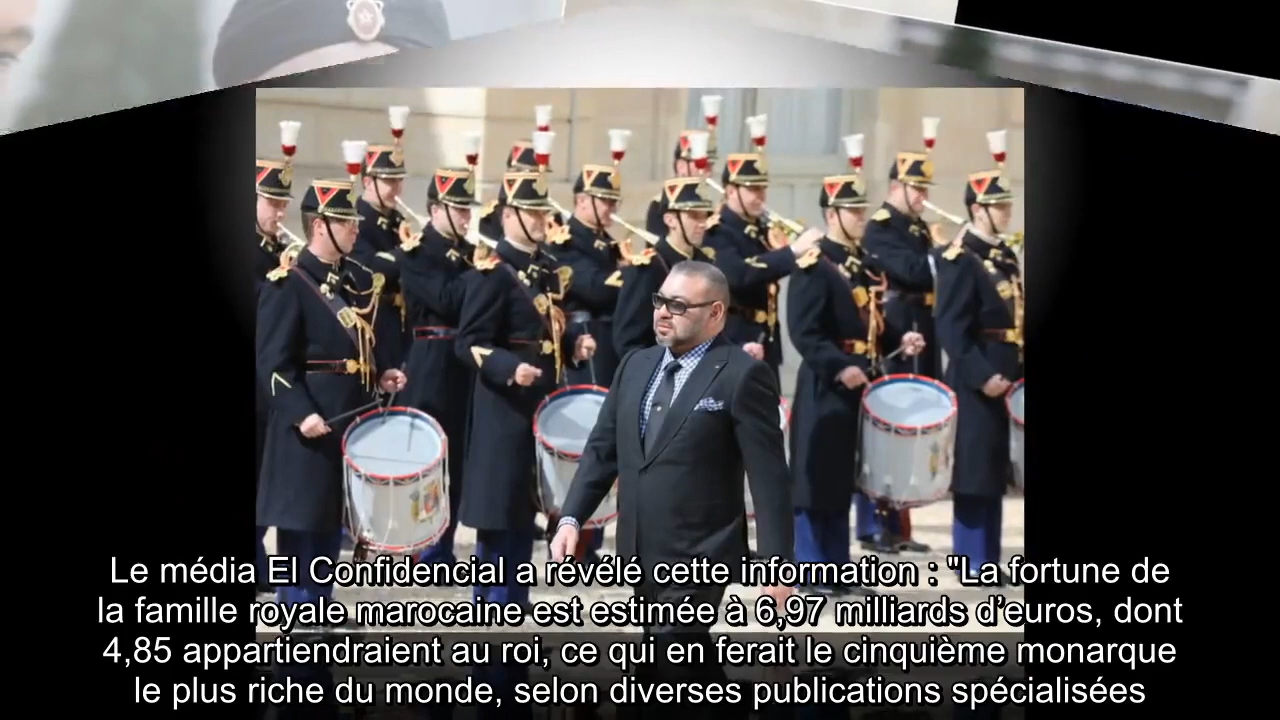 Le média El Confidencial a révélé cette information : "La fortune de
la famille royale marocaine est estimée à 6,97 milliards d’euros, dont
4,85 appartiendraient au roi, ce qui en ferait le cinquième monarque
le plus riche du monde, selon diverses publications spécialisées